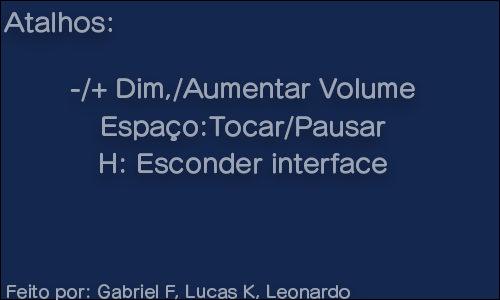 Atalhos:
-/+ Dim,/Aumentar Volume
Espaço:Tocar/Pausar
H: Esconder interface
Feito por: Gabriel F, Lucas K, Leonardo